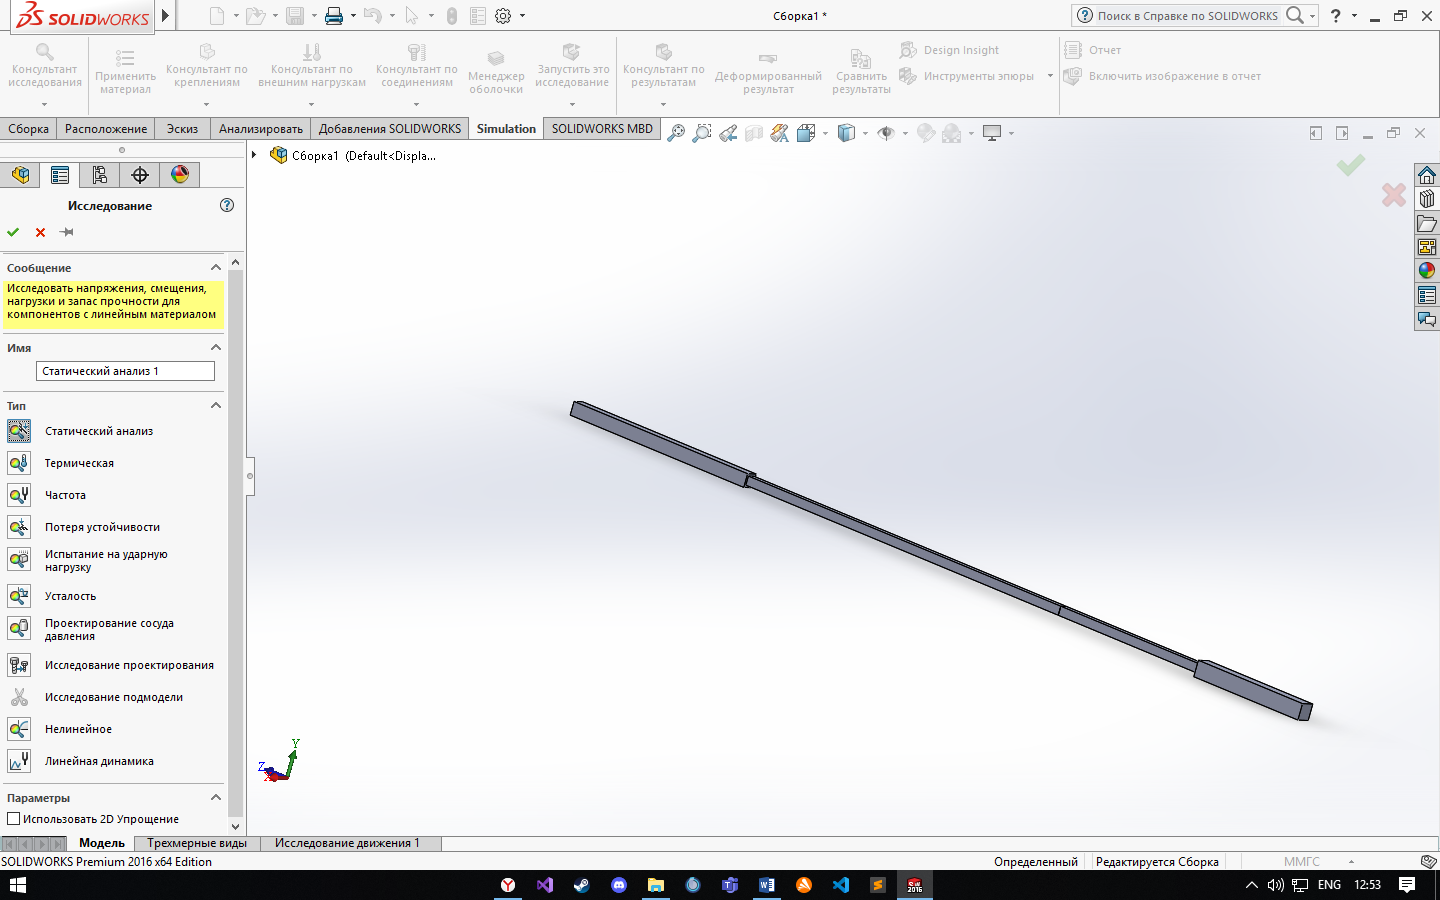 SOLIDWORKS
Сборка1 *
Поиск в Справке по SOLIDWORKS
?
Консультант
исследования
Применить
материал
Консультант по
креплениям
Консультант по
внешним нагрузкам
Консультант по
соединениям
Менеджер
оболочки
Запустить это
исследование
Консультант по
результатам
Деформированный
результат
Сравнить
результаты
Design Insight
Инструменты эпюры
Отчет
Включить изображение в отчет
Сборка
Расположение
Эскиз
Анализировать
Добавления SOLIDWORKS
Simulation
SOLIDWORKS MBD
Сборка1 (Default<Displa...
Исследование
Сообщение
Исследовать напряжения, смещения,
нагрузки и запас прочности для
компонентов с линейным материалом
Имя
Статический анализ 1
Тип
Статический анализ
Термическая
Частота
Потеря устойчивости
Испытание на ударную
нагрузку
Усталость
Проектирование сосуда
давления
Исследование проектирования
Исследование подмодели
Нелинейное
Линейная динамика
Параметры
Использовать 2D Упрощение
Y
Z
X
Модель
Трехмерные виды
Исследование движения 1
SOLIDWORKS Premium 2016 x64 Edition
Определенный
Редактируется Сборка
ММГС
ENG
12:53